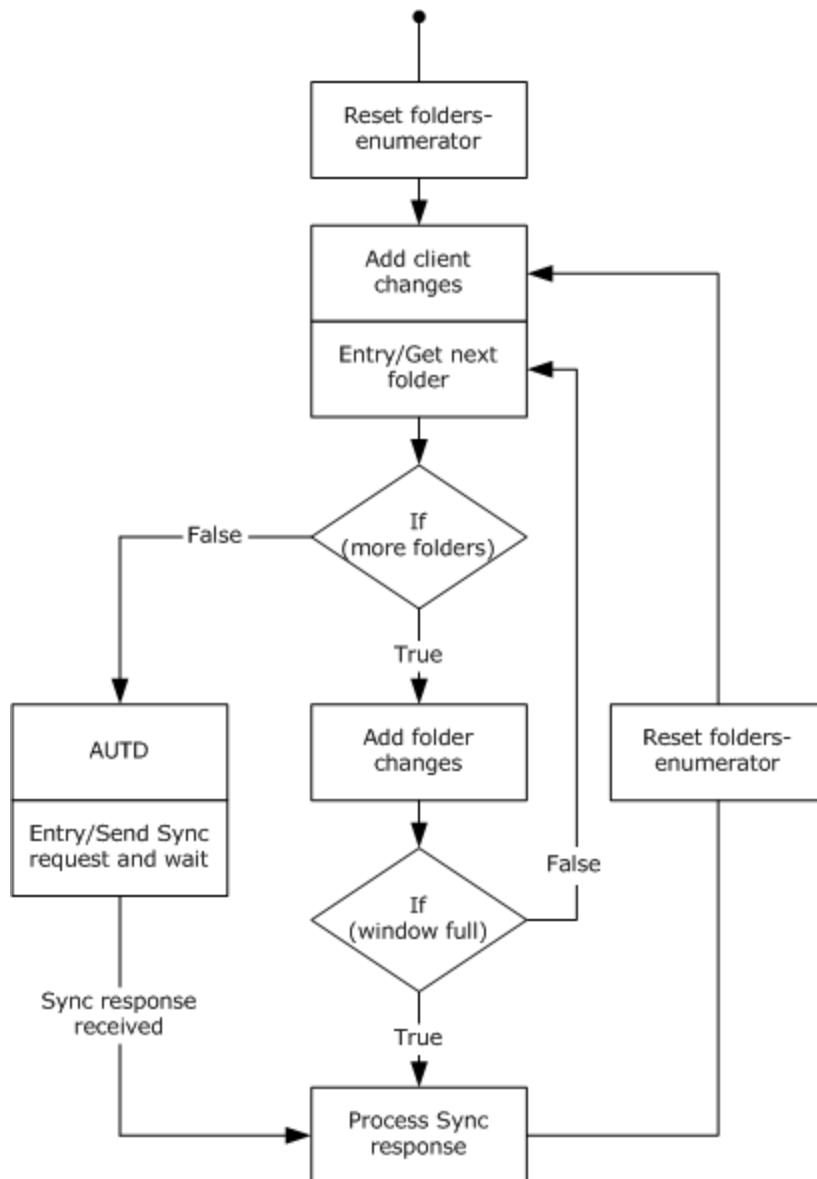 Reset folders-
enumerator
Add client
changes
Entry/Get next
folder
If
(more folders)
False
True
AUTD
Entry/Send Sync
request and wait
Add folder
changes
Reset folders-
enumerator
If
(window full)
False
Sync response
received
True
Process Sync
response